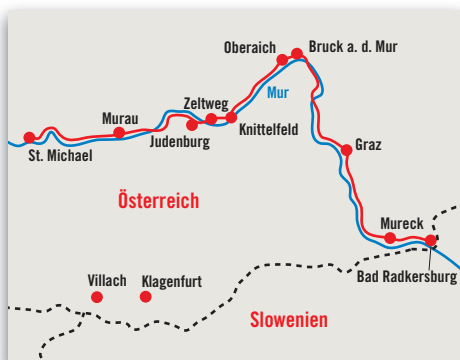 Oberaich
Bruck a. d. Mur
Zeltweg
Mur
Murau
Knittelfeld
St. Michael
Judenburg
Graz
Österreich
Mureck
Villach
Klagenfurt
Bad Radkersburg
Slowenien